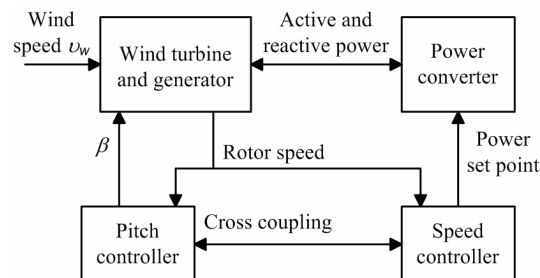 Wind
speed υw
Wind turbine
and generator
Active and
reactive power
Power
converter
β
Rotor speed
Power
set point
Pitch
controller
Cross coupling
Speed
controller